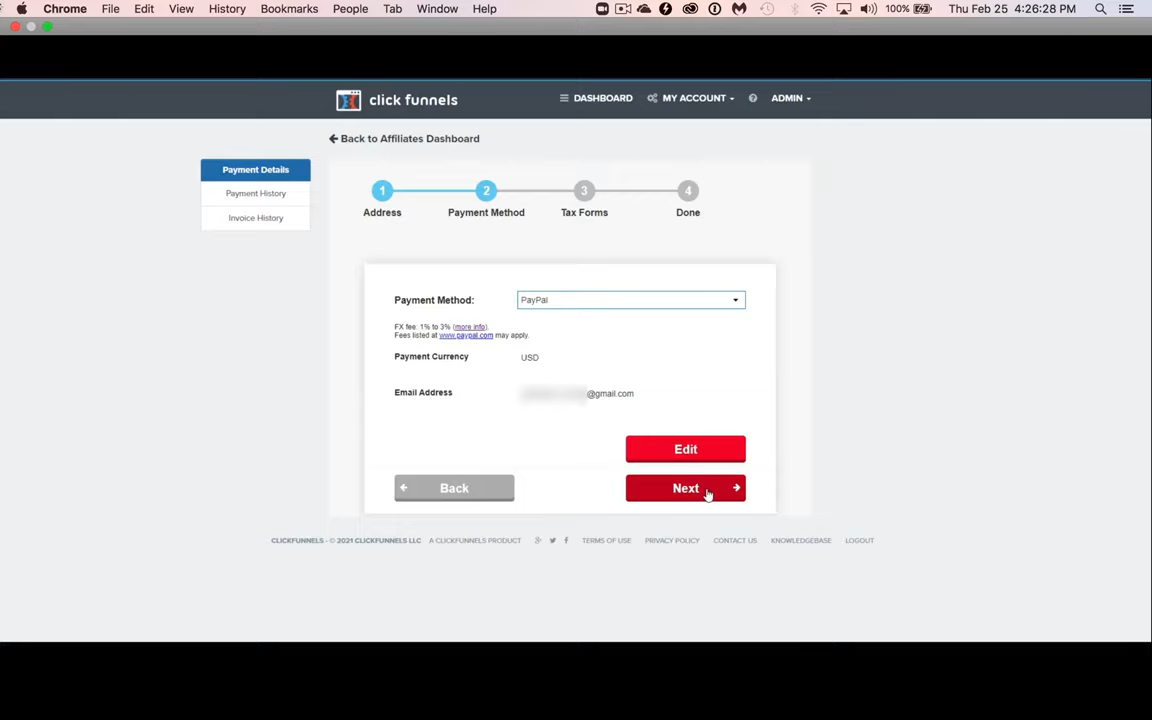 Chrome File Edit View History Bookmarks People Tab Window Help 100% Thu Feb 25 4:26:28 PM
click funnels DASHBOARD MY ACCOUNT ADMIN
Back to Affiliates Dashboard
Payment Details
Payment History
Invoice History
1 2 3 4
Address Payment Method Tax Forms Done
Payment Method: PayPal
FX fee: 1% to 3% (more info).
Fees listed at www.paypal.com may apply.
Payment Currency USD
Email Address @gmail.com
Edit
Back Next
CLICKFUNNELS - © 2021 CLICKFUNNELS LLC A CLICKFUNNELS PRODUCT TERMS OF USE PRIVACY POLICY CONTACT US KNOWLEDGEBASE LOGOUT